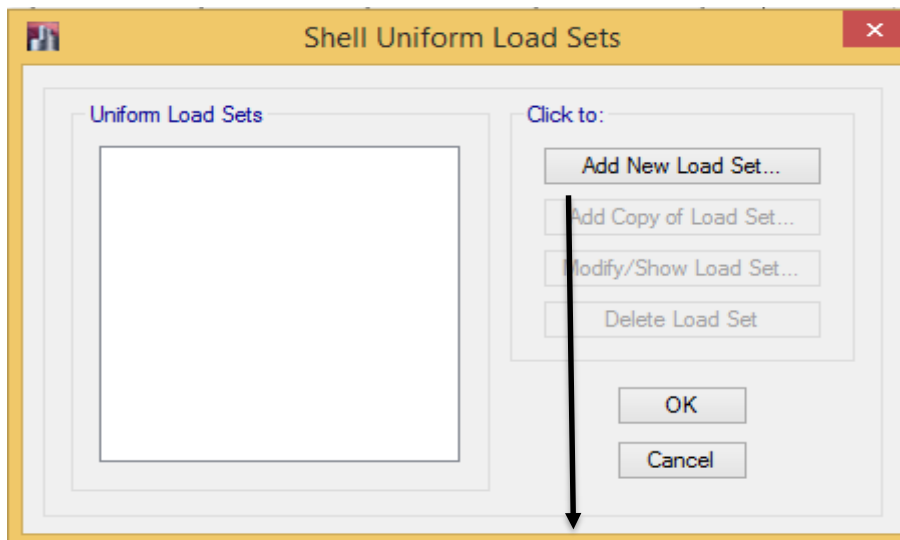 Shell Uniform Load Sets
Uniform Load Sets
Click to:
Add New Load Set...
Add Copy of Load Set...
Modify/Show Load Set...
Delete Load Set
OK
Cancel